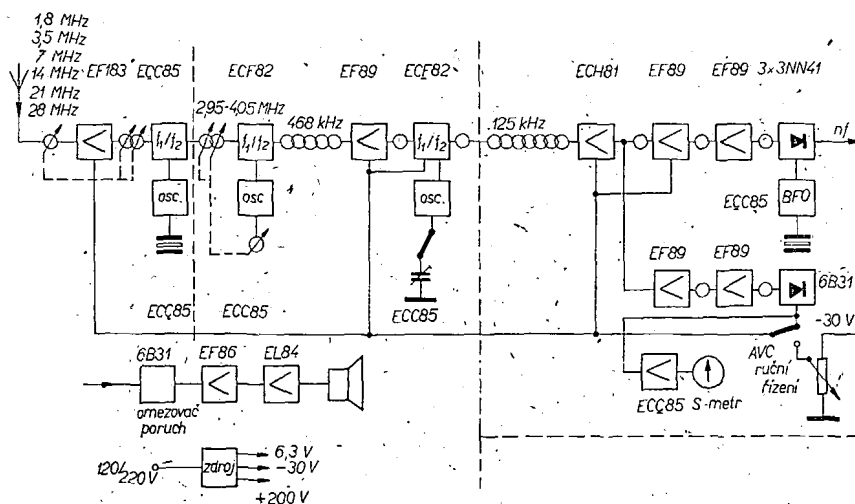 1,8 MHz
3,5 MHz
7 MHz
14 MHz
21 MHz
28 MHz
EF183
ECC85
ECF82
EF89
ECF82
ECH81
EF89
EF89
3×3NN41
2,95-4,05 MHz
468 kHz
125 kHz
f₁/f₂
f₁/f₂
f₁/f₂
nf
osc.
osc.
osc.
ECC85
BFO
EF89
EF89
6B31
ECC85
ECC85
ECC85
-30 V
6B31
EF86
EL84
AVC
ruční
řízení
omezovač
poruch
ECC85
S-metr
120/
220V
zdroj
6,3 V
-30 V
+200 V